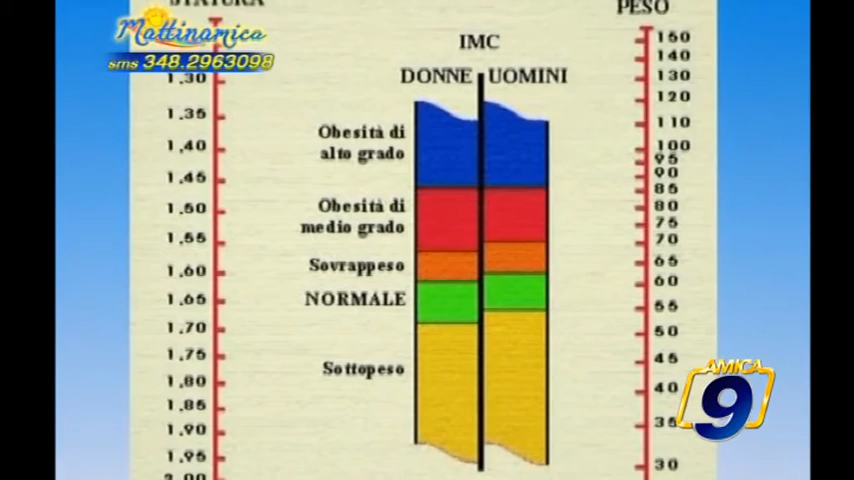 STATURA
PESO
Mattinamica
sms 348.2963098
IMC
DONNE UOMINI
Obesità di
alto grado
Obesità di
medio grado
Sovrappeso
NORMALE
Sottopeso
1,30
1,35
1,40
1,45
1,50
1,55
1,60
1,65
1,70
1,75
1,80
1,85
1,90
1,95
2,00
150
140
130
120
110
100
95
90
85
80
75
70
65
60
55
50
45
40
35
30
AMICA
9